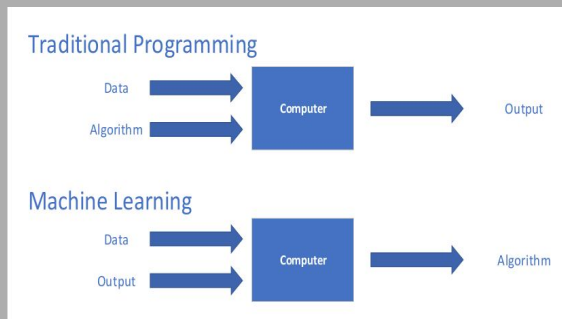 Traditional Programming
Data
Algorithm
Computer
Output
Machine Learning
Data
Output
Computer
Algorithm